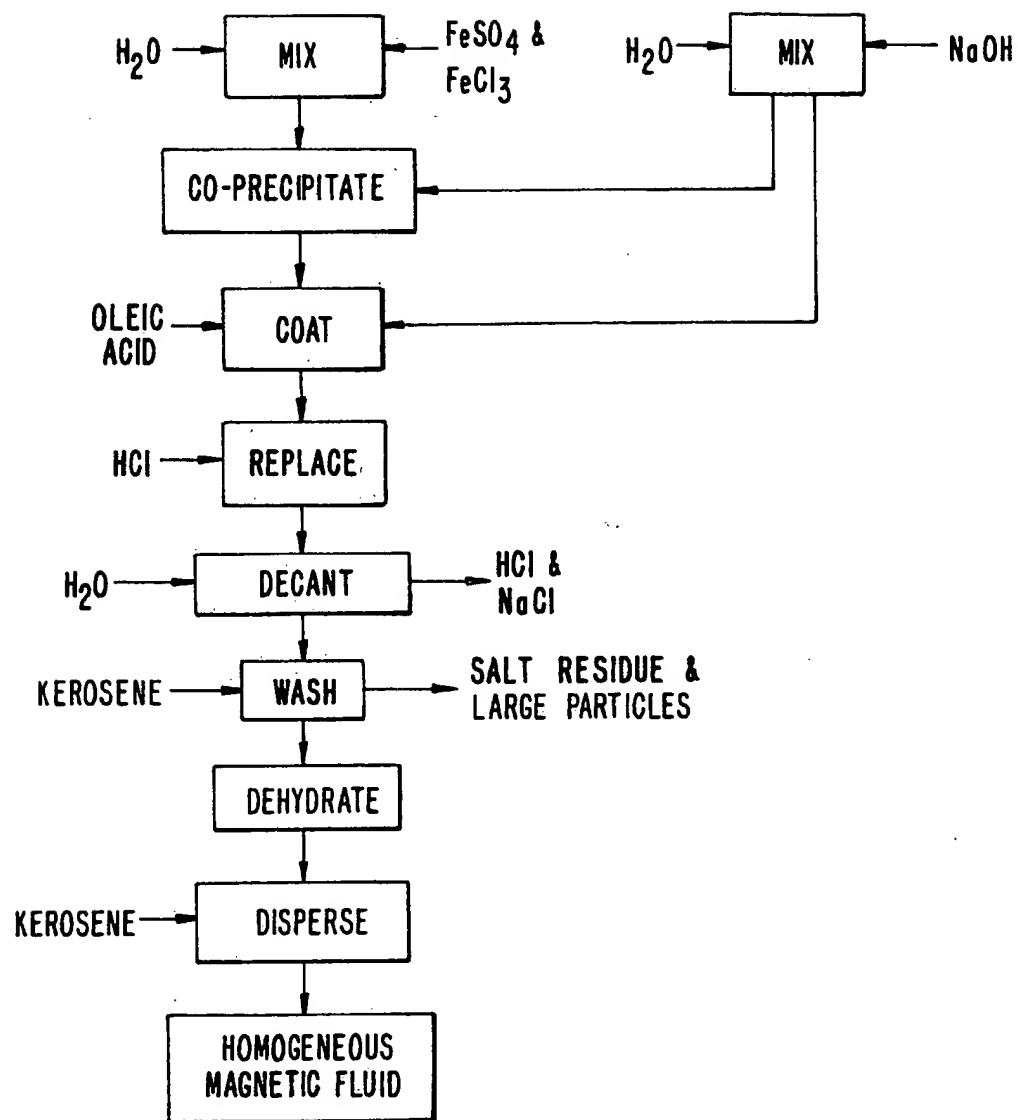 H₂O
MIX
FeSO₄ &
FeCl₃
H₂O
MIX
NaOH
CO-PRECIPITATE
OLEIC
ACID
COAT
HCl
REPLACE
H₂O
DECANT
HCl &
NaCl
KEROSENE
WASH
SALT RESIDUE &
LARGE PARTICLES
DEHYDRATE
KEROSENE
DISPERSE
HOMOGENEOUS
MAGNETIC FLUID